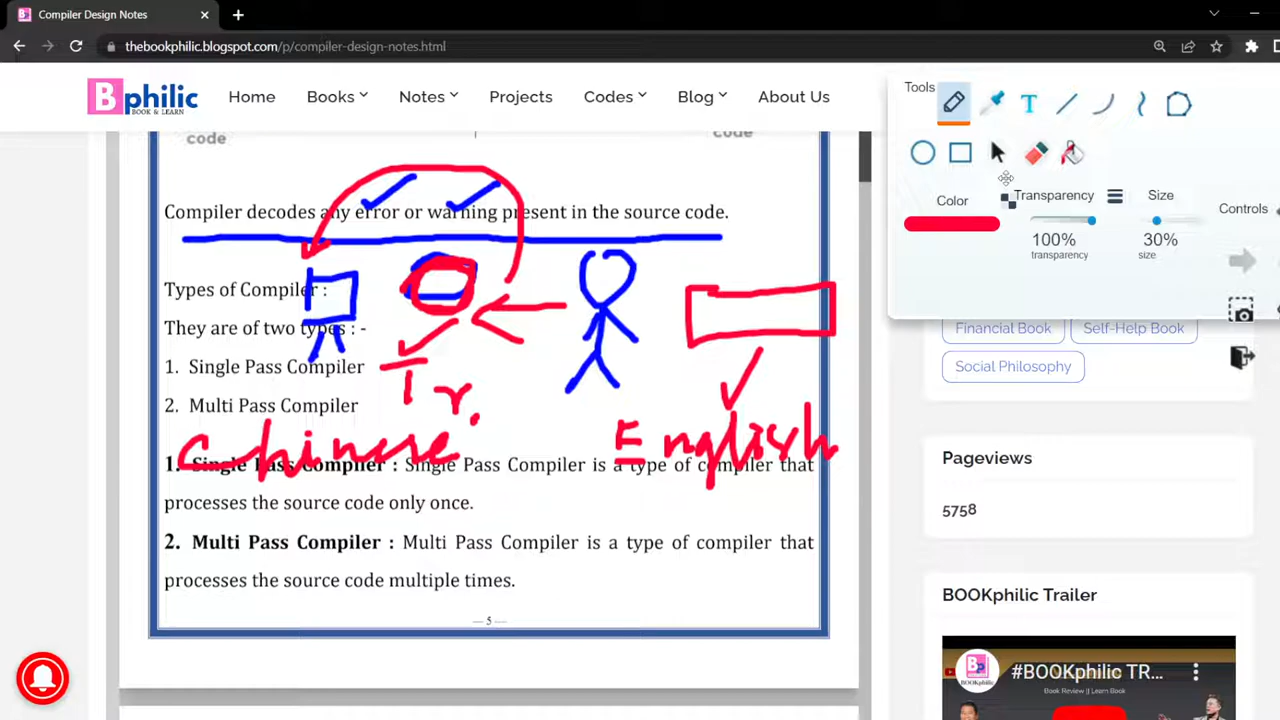 Compiler Design Notes
thebookphilic.blogspot.com/p/compiler-design-notes.html
Bphilic
BOOK & LEARN
Home Books Notes Projects Codes Blog About Us
Tools
T
Color
Transparency
Size
Controls
100%
transparency
30%
size
code code
Compiler decodes any error or warning present in the source code.
Types of Compiler :
They are of two types : -
1. Single Pass Compiler
2. Multi Pass Compiler
Tr.
Chinese English
1. Single Pass Compiler : Single Pass Compiler is a type of compiler that
processes the source code only once.
2. Multi Pass Compiler : Multi Pass Compiler is a type of compiler that
processes the source code multiple times.
— 5 —
Financial Book Self-Help Book
Social Philosophy
Pageviews
5758
BOOKphilic Trailer
#BOOKphilic TR...
Book Review || Learn Book